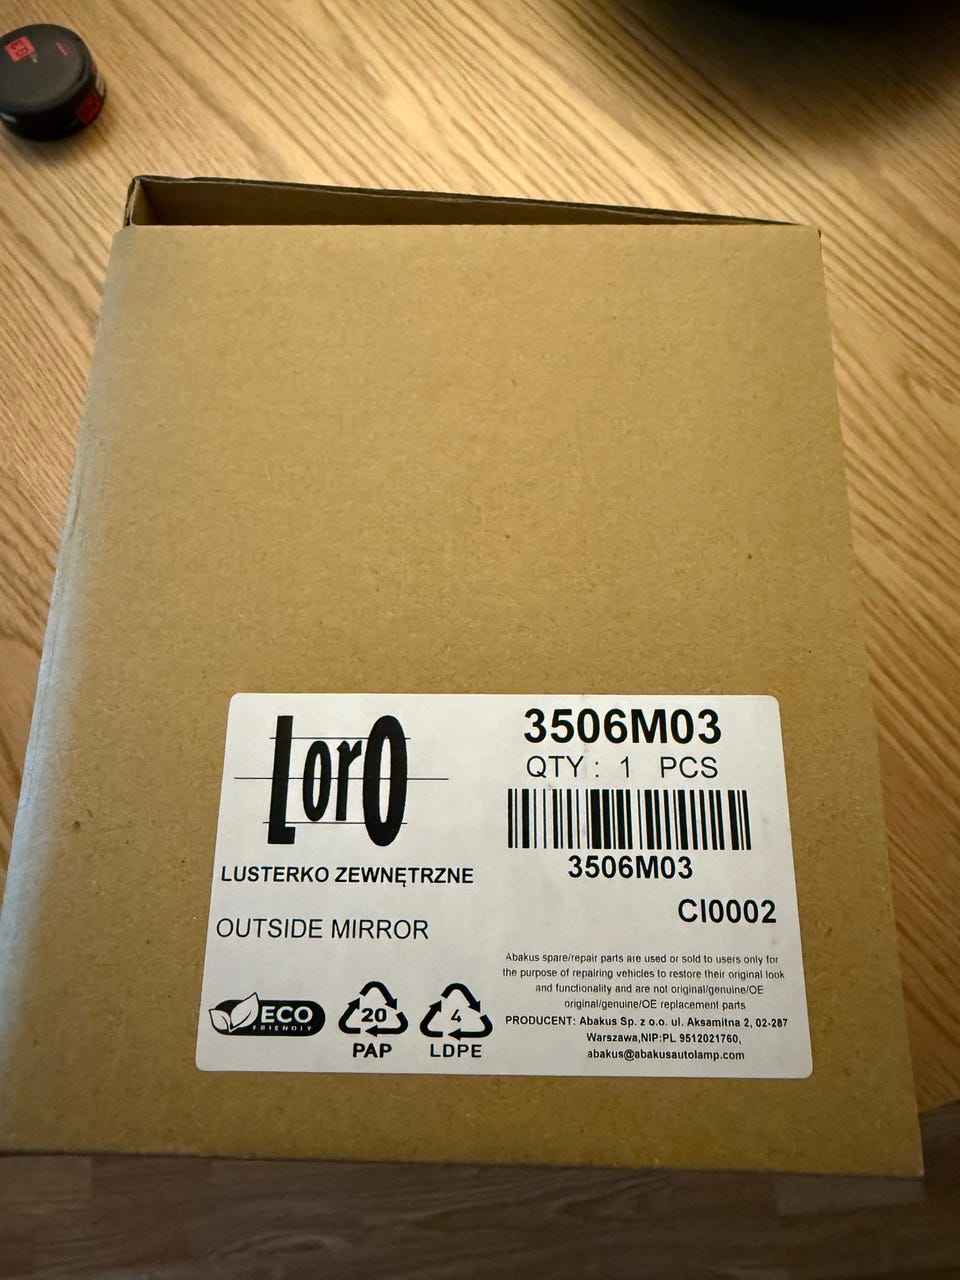 LorO
3506M03
QTY : 1 PCS
3506M03
LUSTERKO ZEWNĘTRZNE
CI0002
OUTSIDE MIRROR
Abakus spare/repair parts are used or sold to users only for
the purpose of repairing vehicles to restore their original look
and functionality and are not original/genuine/OE
original/genuine/OE replacement parts
PRODUCENT: Abakus Sp. z o.o. ul. Aksamitna 2, 02-287
Warszawa,NIP:PL 9512021760,
abakus@abakusautolamp.com
ECO
FRIENDLY
20
PAP
4
LDPE